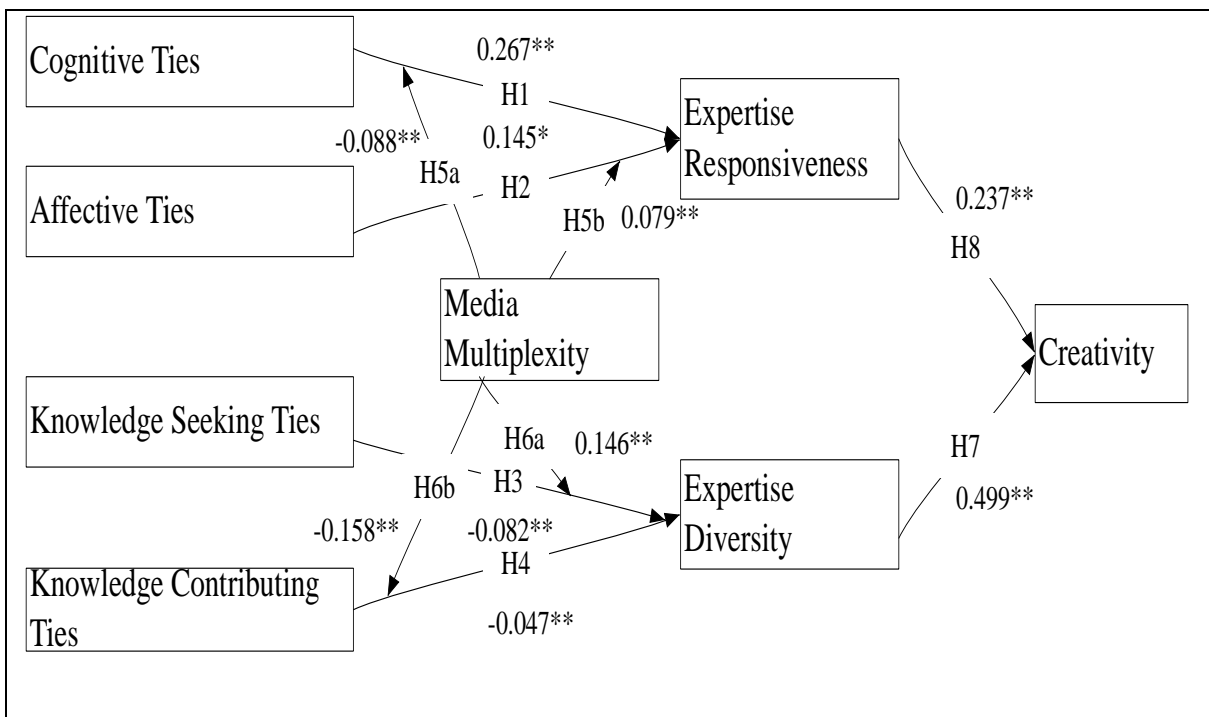 Cognitive Ties
0.267**
H1
Expertise
Responsiveness
-0.088**
0.145*
H5a
H2
Affective Ties
H5b
0.079**
0.237**
H8
Media
Multiplexity
Creativity
Knowledge Seeking Ties
H6a
0.146**
H7
H6b
H3
Expertise
Diversity
0.499**
-0.158**
-0.082**
H4
Knowledge Contributing
Ties
-0.047**